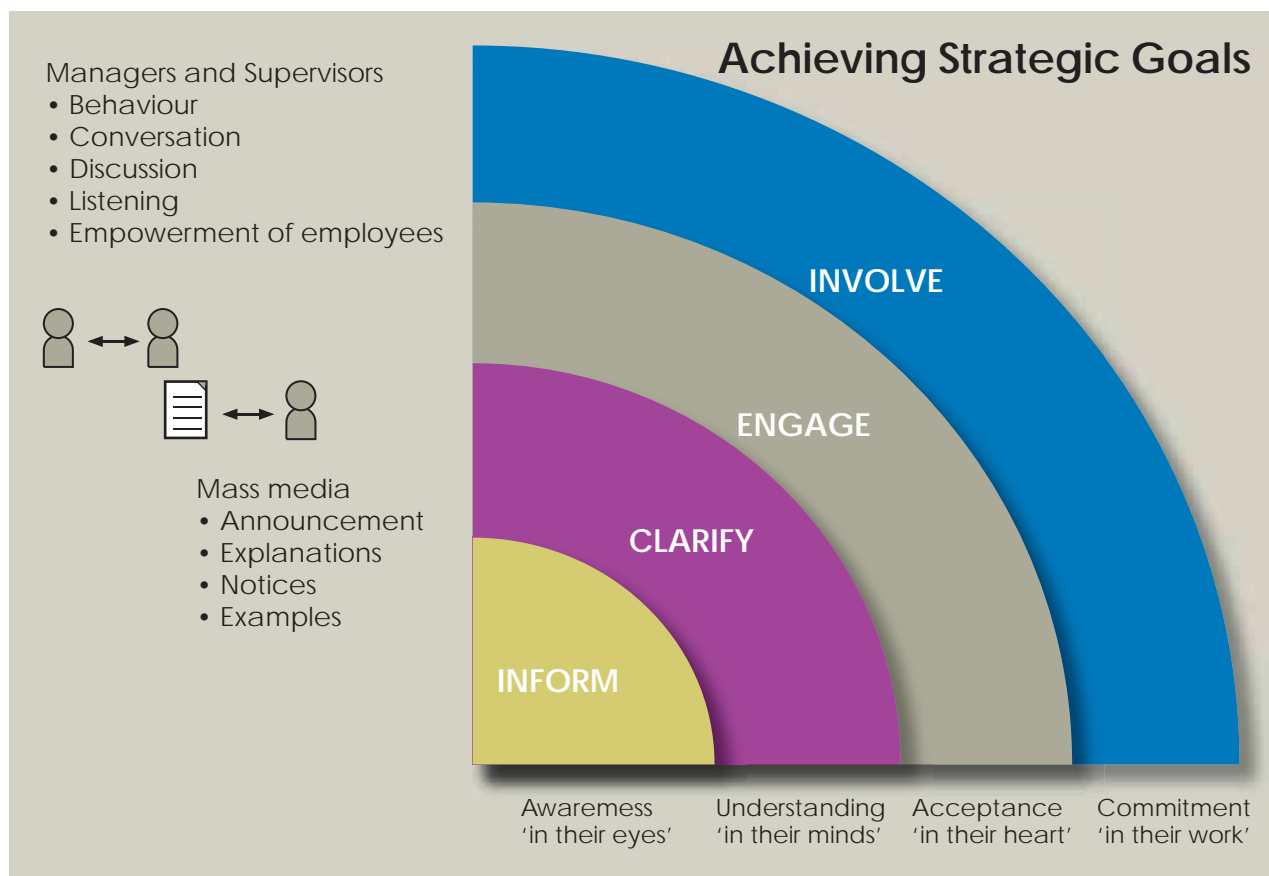 Achieving Strategic Goals
Managers and Supervisors
• Behaviour
• Conversation
• Discussion
• Listening
• Empowerment of employees
Mass media
• Announcement
• Explanations
• Notices
• Examples
INVOLVE
ENGAGE
CLARIFY
INFORM
Awaremess
'in their eyes'
Understanding
'in their minds'
Acceptance
'in their heart'
Commitment
'in their work'